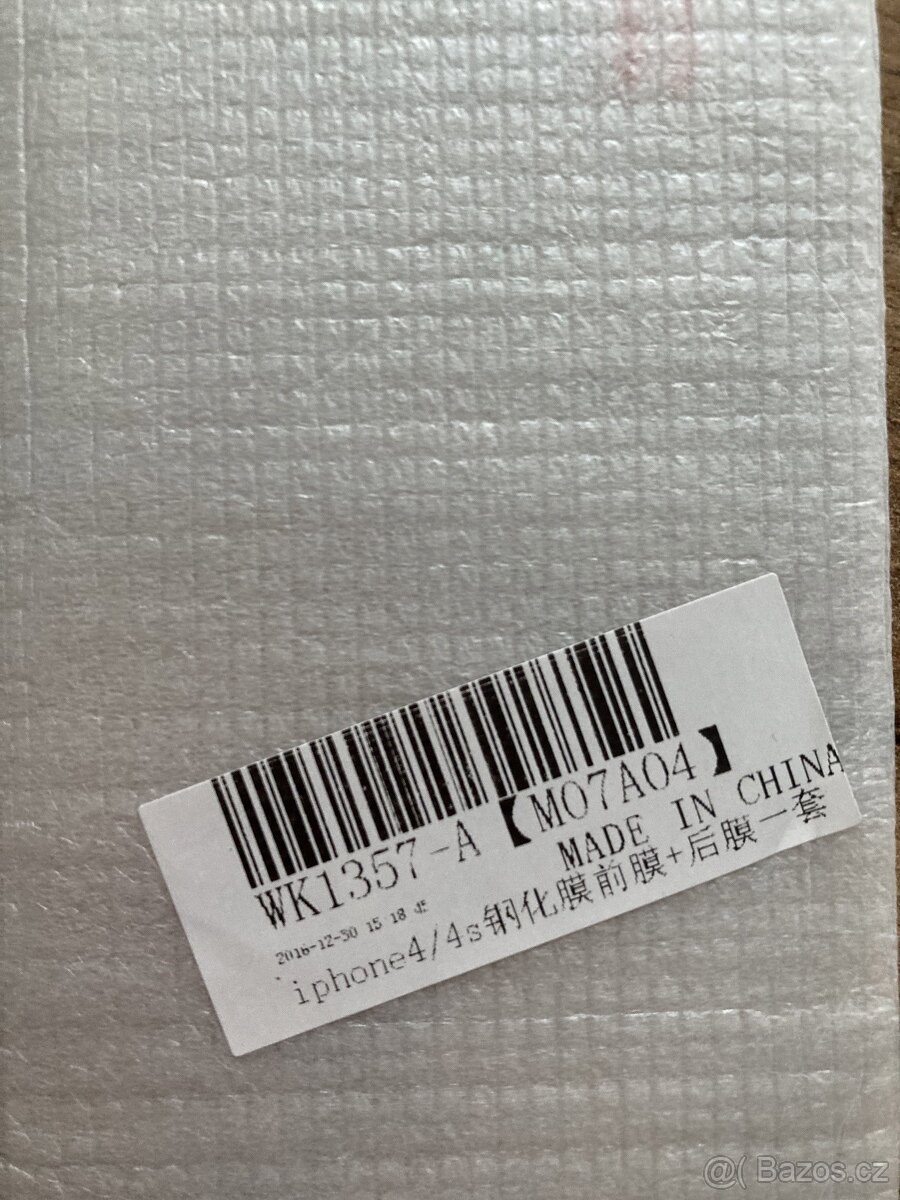 WK1357-A【M07A04】
MADE IN CHINA
2016-12-30 15 18 45
iphone4/4s钢化膜前膜+后膜一套
@( Bazos.cz